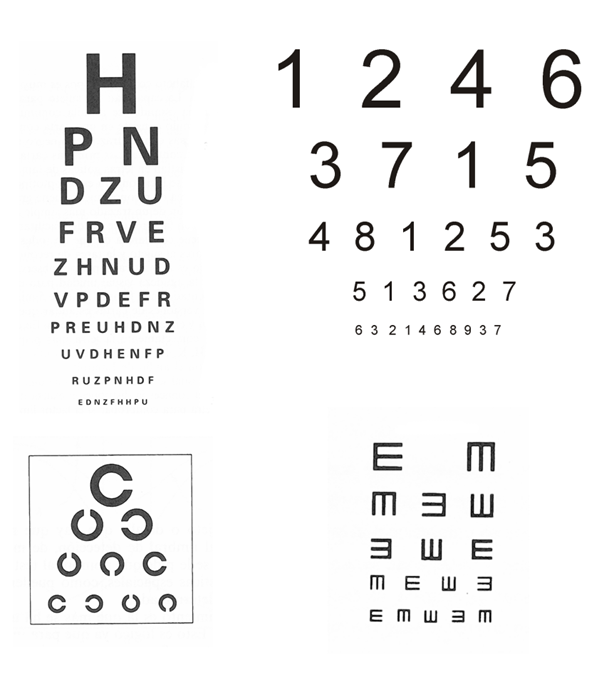 H
P N
D Z U
F R V E
Z H N U D
V P D E F R
P R E U H D N Z
U V D H E N F P
R U Z P N H D F
E D N Z F H H P U
1 2 4 6
3 7 1 5
4 8 1 2 5 3
5 1 3 6 2 7
6 3 2 1 4 6 8 9 3 7
C
E M
M Ǝ Ш
Ǝ Ш E
M E Ш Ǝ
E M Ш Ǝ M